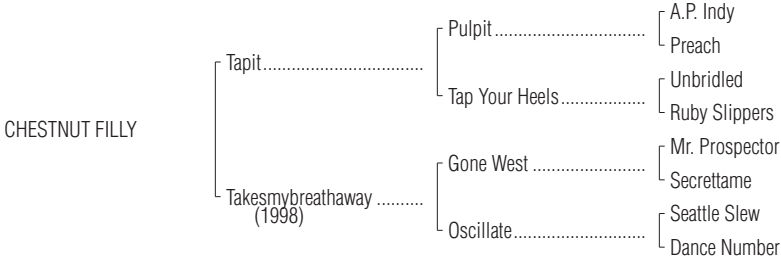 A.P. Indy
Pulpit..............................
Preach
Tapit................................
Unbridled
Tap Your Heels.................
Ruby Slippers
CHESTNUT FILLY
Mr. Prospector
Gone West ......................
Secrettame
Takesmybreathaway ..........
(1998)
Seattle Slew
Oscillate..........................
Dance Number